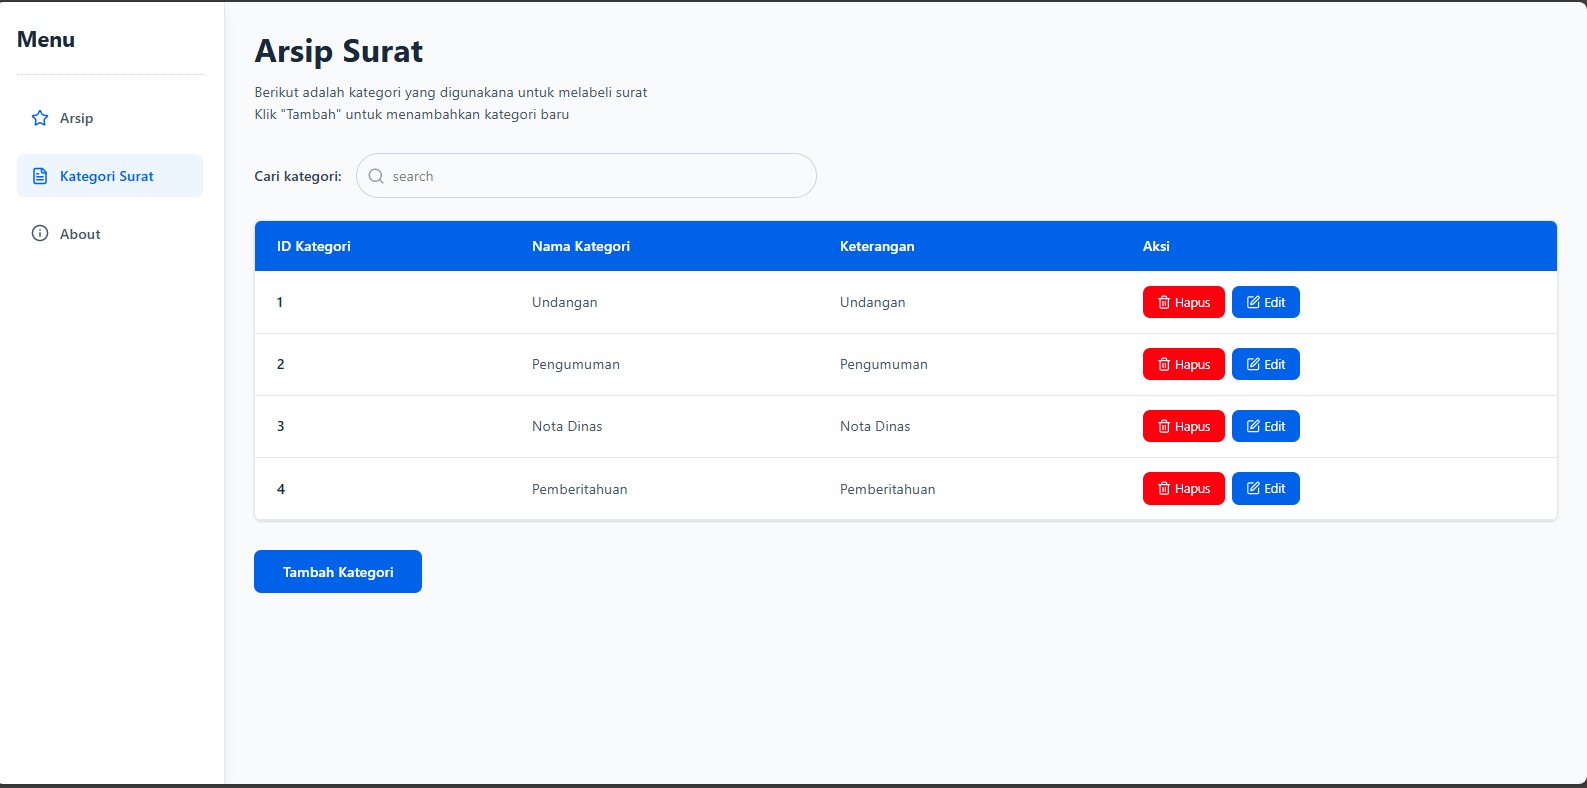 Menu
Arsip
Kategori Surat
About
Arsip Surat
Berikut adalah kategori yang digunakana untuk melabeli surat
Klik "Tambah" untuk menambahkan kategori baru
Cari kategori: search
ID Kategori Nama Kategori Keterangan Aksi
1 Undangan Undangan Hapus Edit
2 Pengumuman Pengumuman Hapus Edit
3 Nota Dinas Nota Dinas Hapus Edit
4 Pemberitahuan Pemberitahuan Hapus Edit
Tambah Kategori